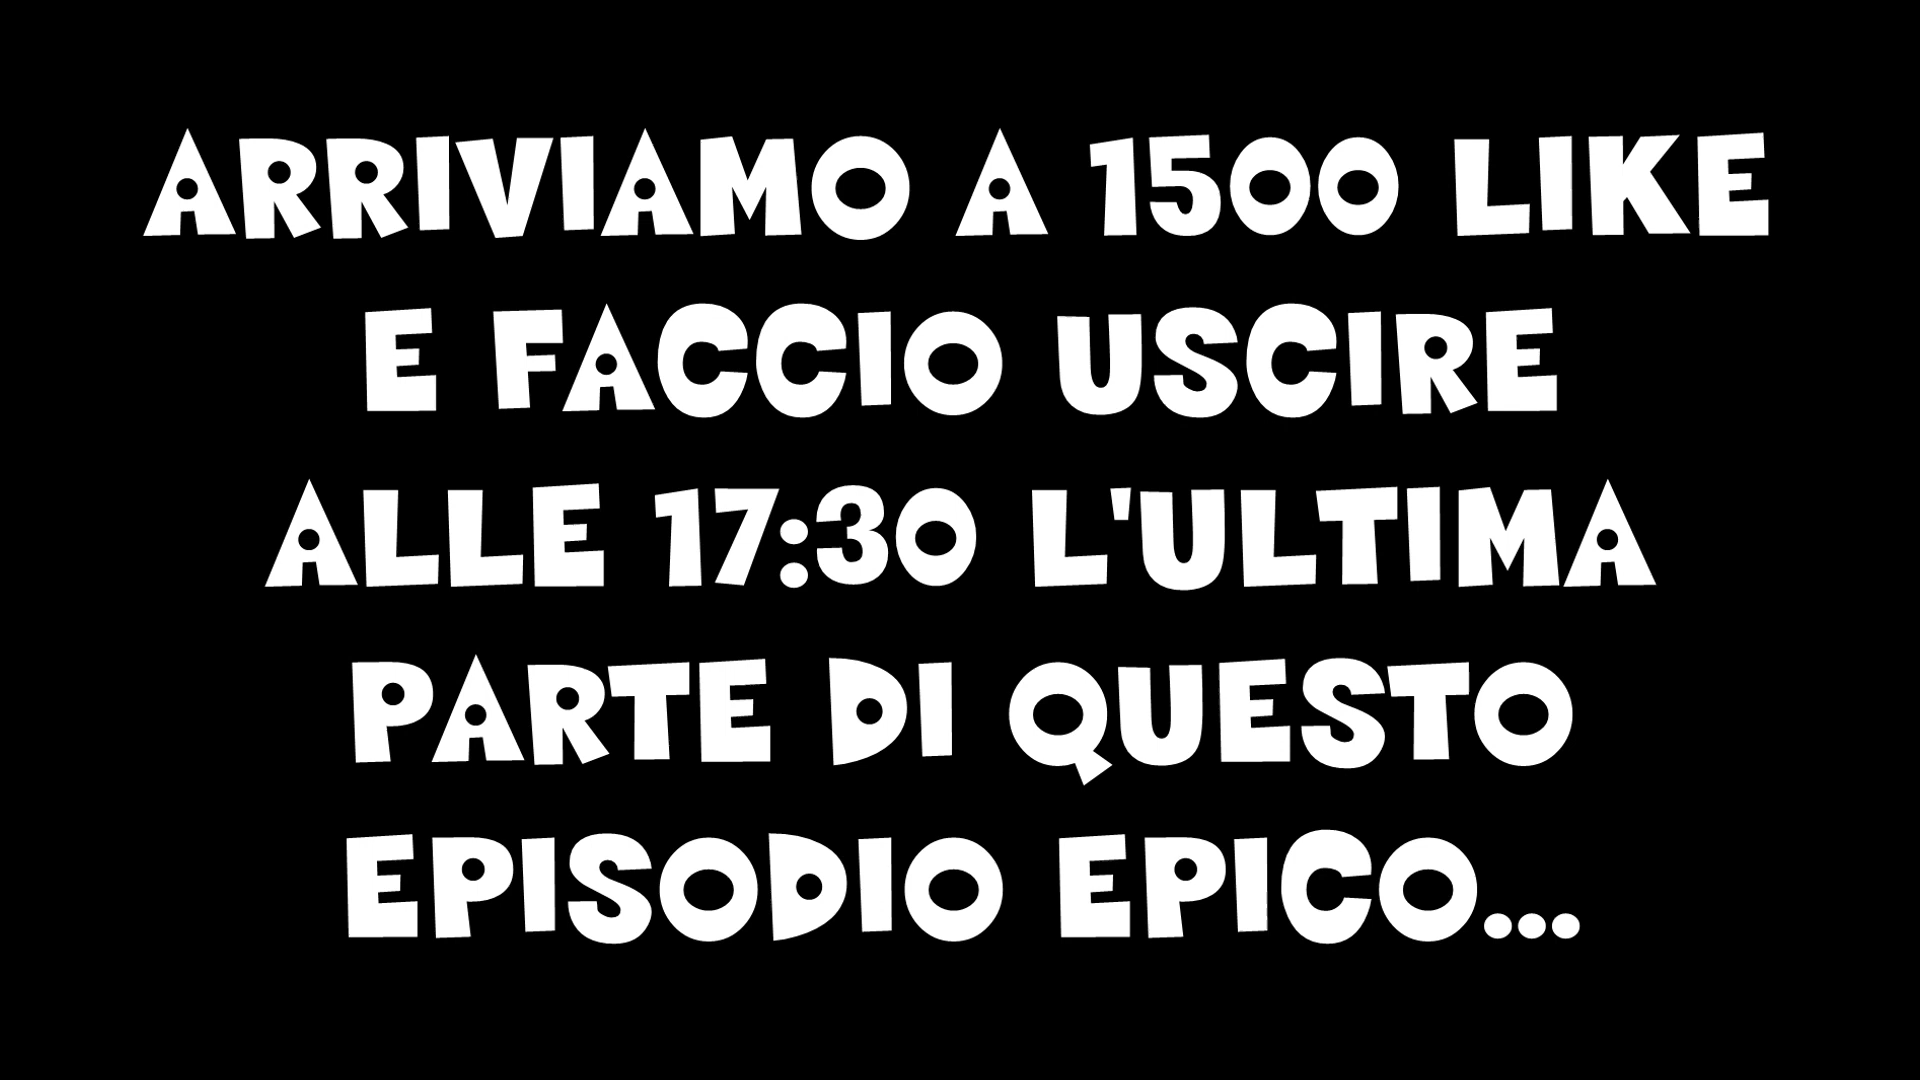 ARRIVIAMO A 1500 LIKE
E FACCIO USCIRE
ALLE 17:30 L'ULTIMA
PARTE DI QUESTO
EPISODIO EPICO...